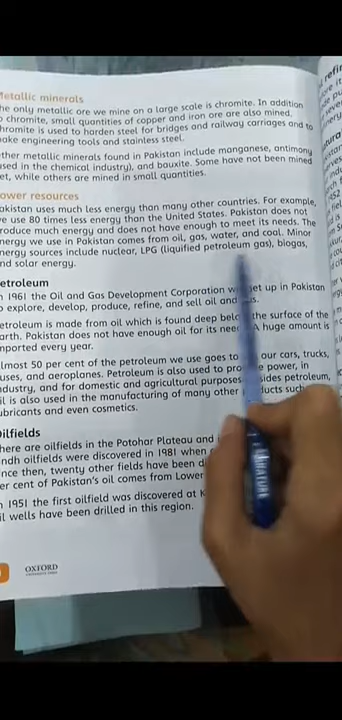 Metallic minerals
he only metallic ore we mine on a large scale is chromite. In addition
o chromite, small quantities of copper and iron ore are also mined.
hromite is used to harden steel for bridges and railway carriages and to
ake engineering tools and stainless steel.
ther metallic minerals found in Pakistan include manganese, antimony
used in the chemical industry), and bauxite. Some have not been mined
et, while others are mined in small quantities.
ower resources
akistan uses much less energy than many other countries. For example,
e use 80 times less energy than the United States. Pakistan does not
roduce much energy and does not have enough to meet its needs. The
nergy we use in Pakistan comes from oil, gas, water, and coal. Minor
nergy sources include nuclear, LPG (liquified petroleum gas), biogas,
nd solar energy.
etroleum
n 1961 the Oil and Gas Development Corporation set up in Pakistan
o explore, develop, produce, refine, and sell oil and
etroleum is made from oil which is found deep the surface of the
arth. Pakistan does not have enough oil for its A huge amount is
mported every year.
lmost 50 per cent of the petroleum we use goes to our cars, trucks,
uses, and aeroplanes. Petroleum is also used to power, in
ndustry, and for domestic and agricultural purposes petroleum,
il is also used in the manufacturing of many other
ubricants and even cosmetics.
ilfields
here are oilfields in the Potohar Plateau and
ndh oilfields were discovered in 1981 when
nce then, twenty other fields have been
er cent of Pakistan's oil comes from Lower
n 1951 the first oilfield was discovered at
il wells have been drilled in this region.
OXFORD